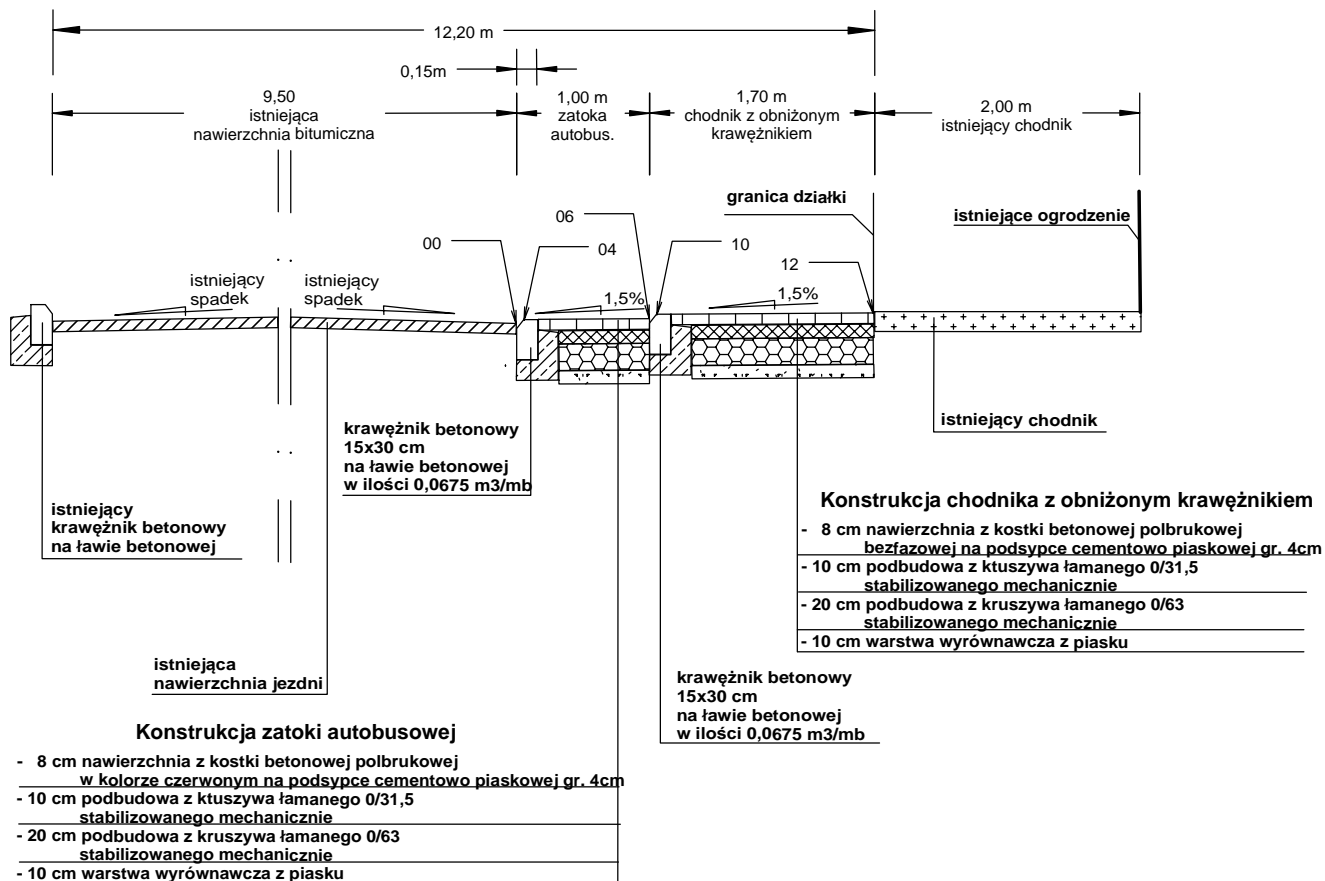 12,20 m
0,15m
9,50
istniejąca
nawierzchnia bitumiczna
1,00 m
zatoka
autobus.
1,70 m
chodnik z obniżonym
krawężnikiem
2,00 m
istniejący chodnik
granica działki
istniejące ogrodzenie
00
04
06
10
12
istniejący
spadek
istniejący
spadek
1,5%
1,5%
istniejący chodnik
krawężnik betonowy
15x30 cm
na ławie betonowej
w ilości 0,0675 m3/mb
istniejący
krawężnik betonowy
na ławie betonowej
Konstrukcja chodnika z obniżonym krawężnikiem
- 8 cm nawierzchnia z kostki betonowej polbrukowej
bezfazowej na podsypce cementowo piaskowej gr. 4cm
- 10 cm podbudowa z ktuszywa łamanego 0/31,5
stabilizowanego mechanicznie
- 20 cm podbudowa z kruszywa łamanego 0/63
stabilizowanego mechanicznie
- 10 cm warstwa wyrównawcza z piasku
istniejąca
nawierzchnia jezdni
krawężnik betonowy
15x30 cm
na ławie betonowej
w ilości 0,0675 m3/mb
Konstrukcja zatoki autobusowej
- 8 cm nawierzchnia z kostki betonowej polbrukowej
w kolorze czerwonym na podsypce cementowo piaskowej gr. 4cm
- 10 cm podbudowa z ktuszywa łamanego 0/31,5
stabilizowanego mechanicznie
- 20 cm podbudowa z kruszywa łamanego 0/63
stabilizowanego mechanicznie
- 10 cm warstwa wyrównawcza z piasku